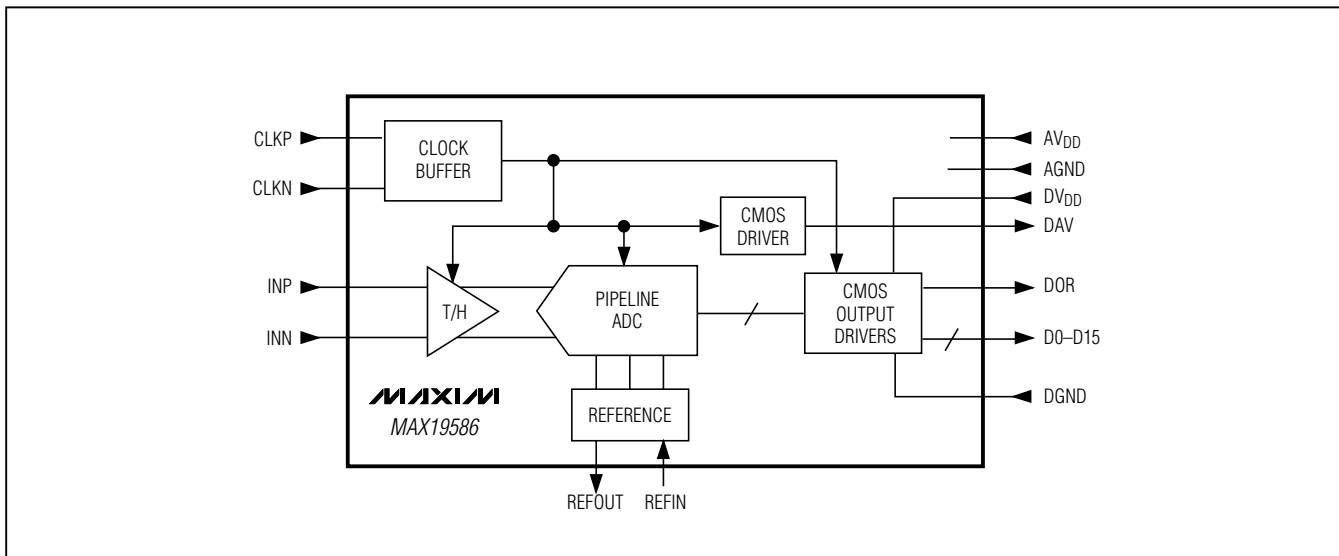 CLKP
CLKN
CLOCK
BUFFER
AVDD
AGND
DVDD
DAV
CMOS
DRIVER
INP
INN
T/H
PIPELINE
ADC
CMOS
OUTPUT
DRIVERS
DOR
D0–D15
DGND
MAXIM
MAX19586
REFERENCE
REFOUT
REFIN